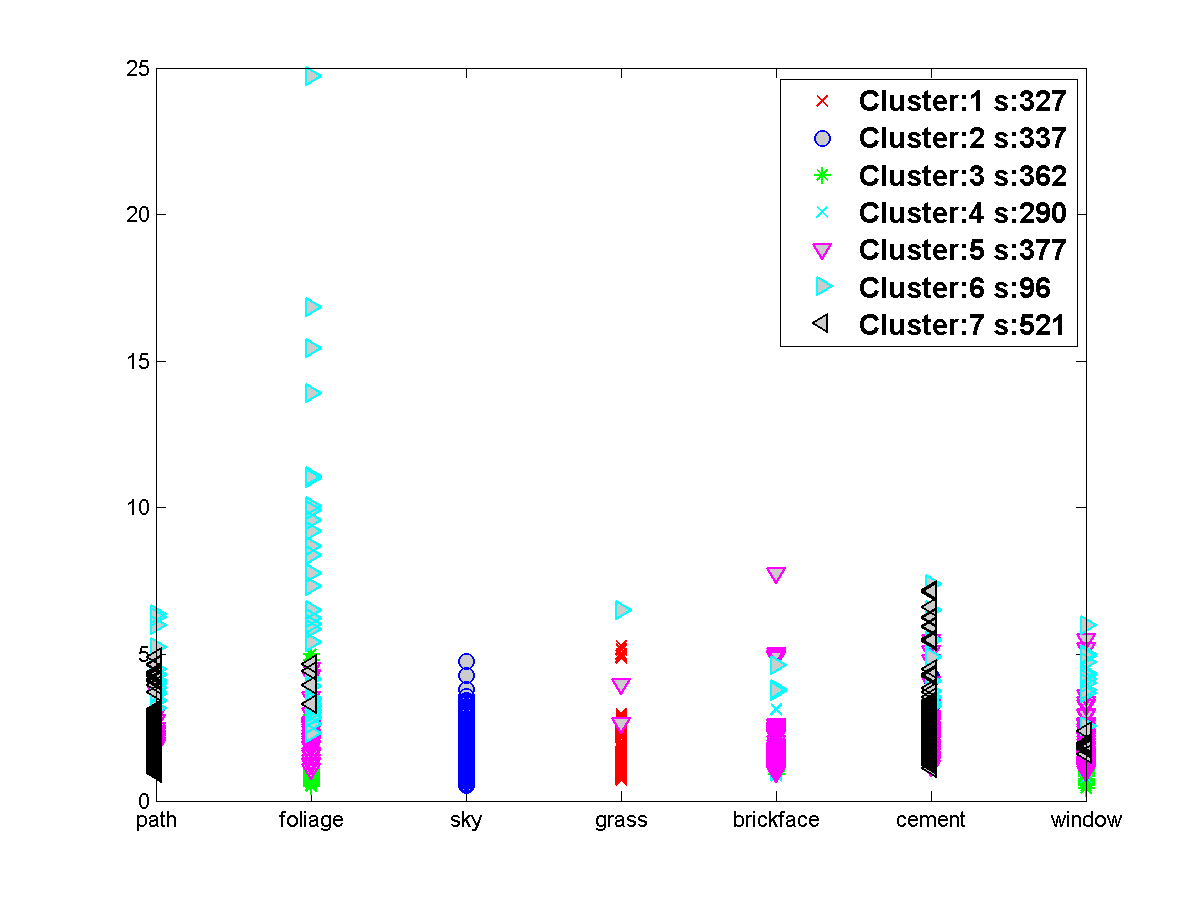 25
20
15
10
5
0
Cluster:1 s:327
Cluster:2 s:337
Cluster:3 s:362
Cluster:4 s:290
Cluster:5 s:377
Cluster:6 s:96
Cluster:7 s:521
path foliage sky grass brickface cement window